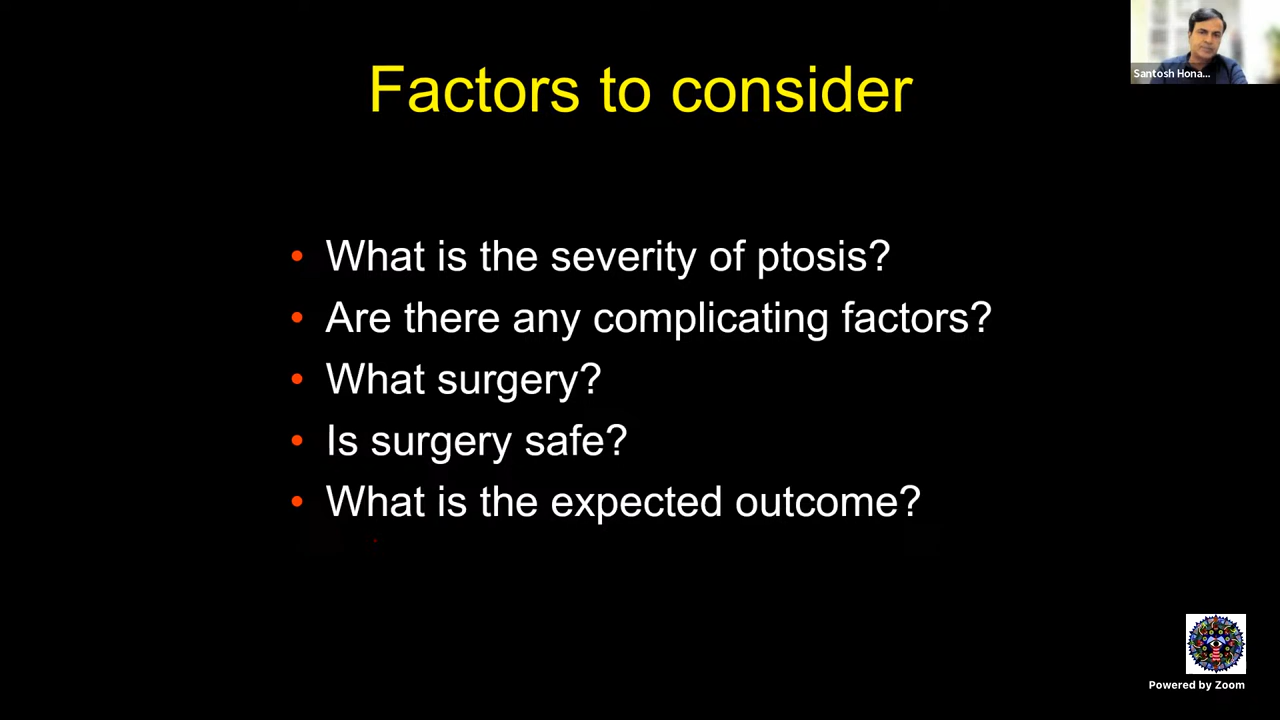 Santosh Hona...
Factors to consider
• What is the severity of ptosis?
• Are there any complicating factors?
• What surgery?
• Is surgery safe?
• What is the expected outcome?
Powered by Zoom